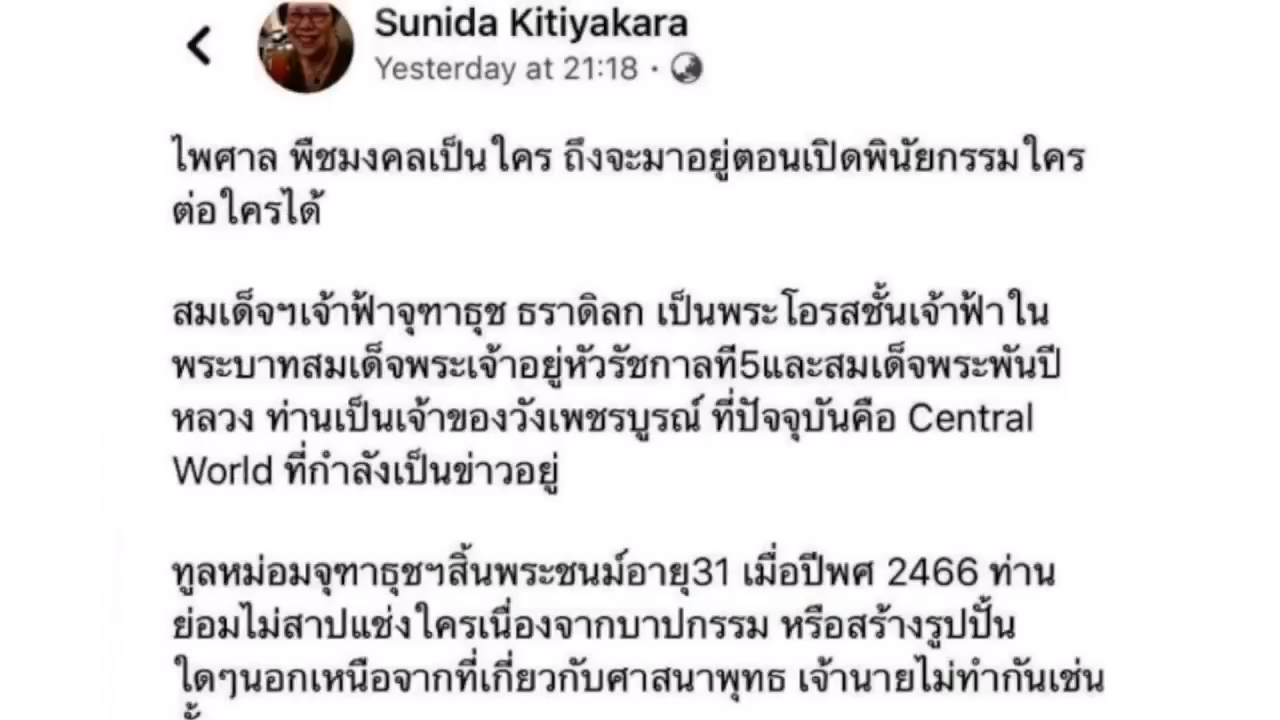 Sunida Kitiyakara
Yesterday at 21:18 ·
ไพศาล พืชมงคลเป็นใคร ถึงจะมาอยู่ตอนเปิดพินัยกรรมใคร
ต่อใครได้
สมเด็จฯเจ้าฟ้าจุฑาธุช ธราดิลก เป็นพระโอรสชั้นเจ้าฟ้าใน
พระบาทสมเด็จพระเจ้าอยู่หัวรัชกาลที5และสมเด็จพระพันปี
หลวง ท่านเป็นเจ้าของวังเพชรบูรณ์ ที่ปัจจุบันคือ Central
World ที่กำลังเป็นข่าวอยู่
ทูลหม่อมจุฑาธุชฯสิ้นพระชนม์อายุ31 เมื่อปีพศ 2466 ท่าน
ย่อมไม่สาปแช่งใครเนื่องจากบาปกรรม หรือสร้างรูปปั้น
ใดๆนอกเหนือจากที่เกี่ยวกับศาสนาพุทธ เจ้านายไม่ทำกันเช่น